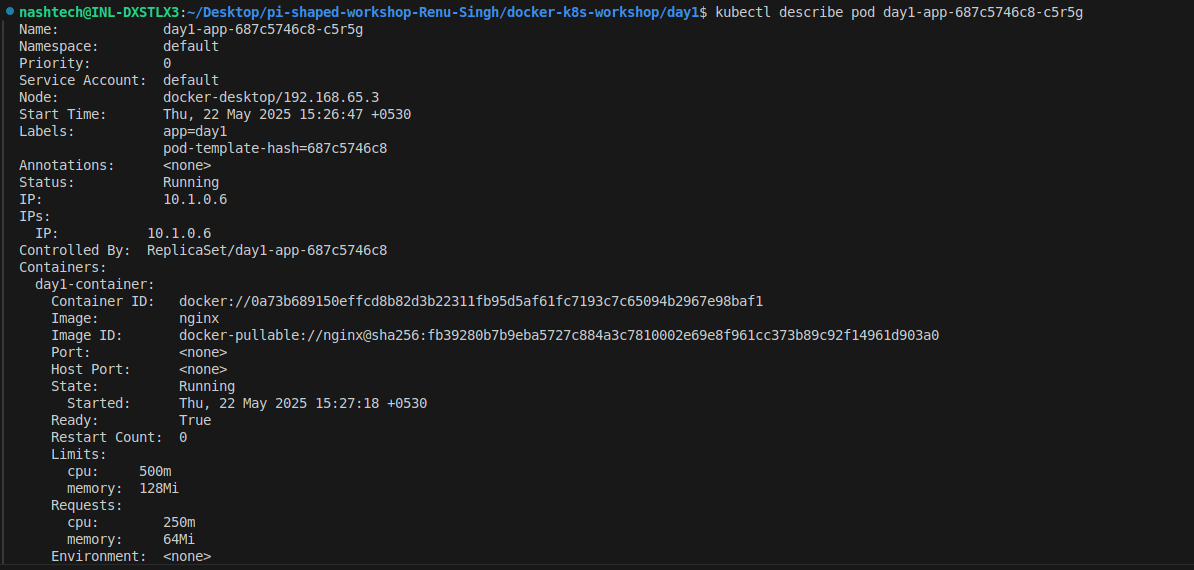 nashtech@INL-DXSTLX3:~/Desktop/pi-shaped-workshop-Renu-Singh/docker-k8s-workshop/day1$ kubectl describe pod day1-app-687c5746c8-c5r5g
Name:             day1-app-687c5746c8-c5r5g
Namespace:        default
Priority:         0
Service Account:  default
Node:             docker-desktop/192.168.65.3
Start Time:       Thu, 22 May 2025 15:26:47 +0530
Labels:           app=day1
                  pod-template-hash=687c5746c8
Annotations:      <none>
Status:           Running
IP:               10.1.0.6
IPs:
  IP:           10.1.0.6
Controlled By:  ReplicaSet/day1-app-687c5746c8
Containers:
  day1-container:
    Container ID:   docker://0a73b689150effcd8b82d3b22311fb95d5af61fc7193c7c65094b2967e98baf1
    Image:          nginx
    Image ID:       docker-pullable://nginx@sha256:fb39280b7b9eba5727c884a3c7810002e69e8f961cc373b89c92f14961d903a0
    Port:           <none>
    Host Port:      <none>
    State:          Running
      Started:      Thu, 22 May 2025 15:27:18 +0530
    Ready:          True
    Restart Count:  0
    Limits:
      cpu:     500m
      memory:  128Mi
    Requests:
      cpu:        250m
      memory:     64Mi
    Environment:  <none>